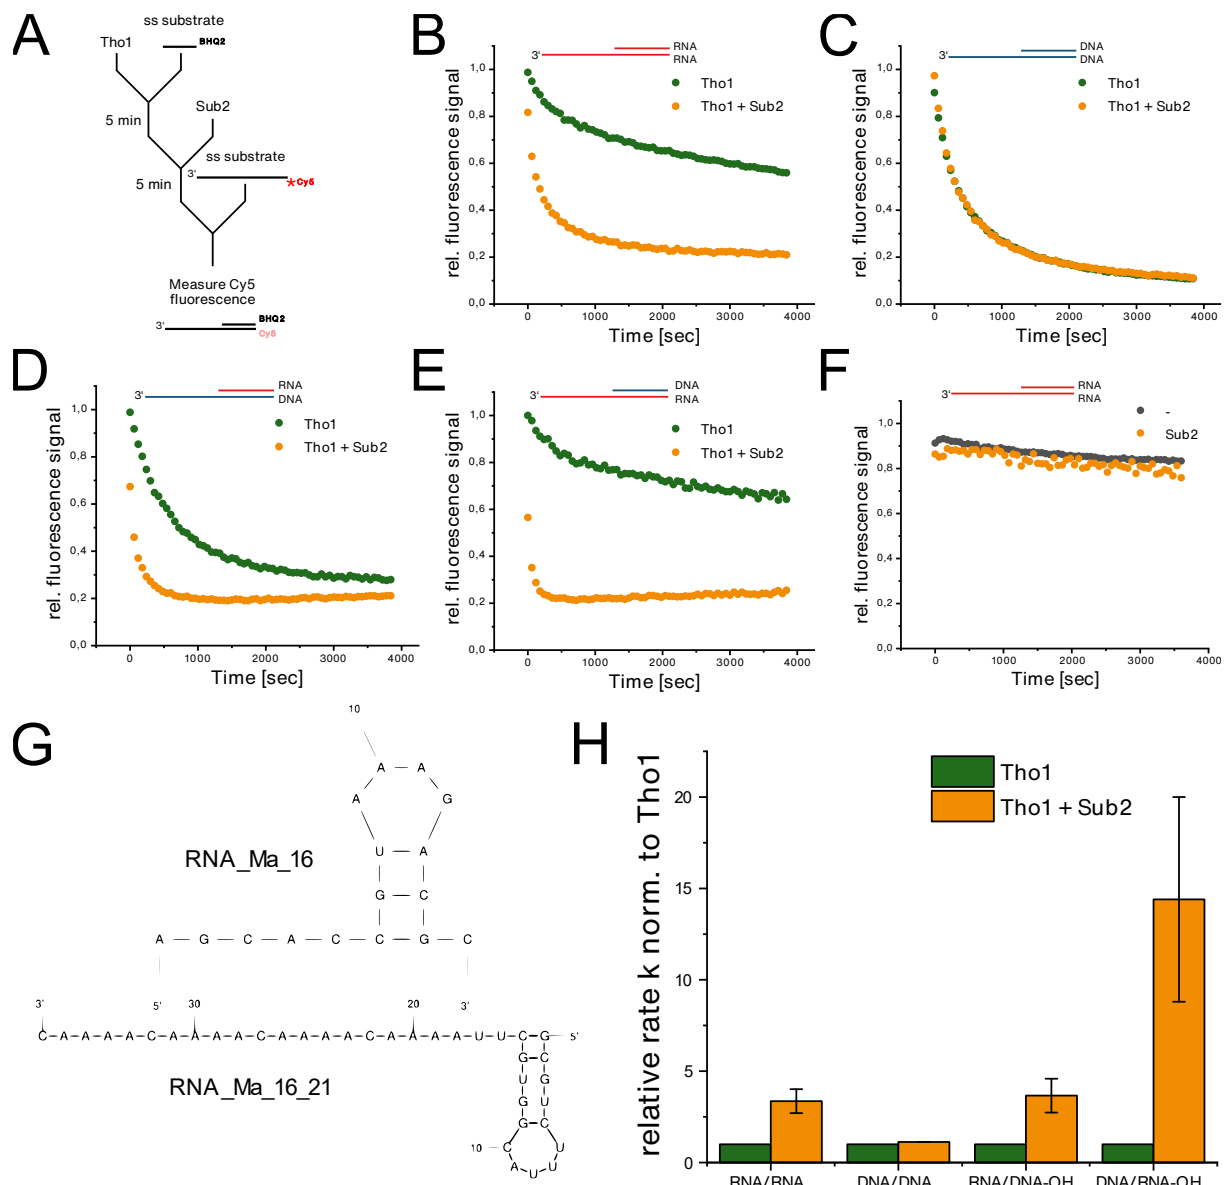 A
ss substrate
Tho1
BHQ2
Sub2
5 min
ss substrate
5 min
3'
*Cy5
Measure Cy5
fluorescence
BHQ2
3'
Cy5
B
3'
RNA
RNA
Tho1
Tho1 + Sub2
rel. fluorescence signal
1,0
0,8
0,6
0,4
0,2
0,0
0
1000
2000
3000
4000
Time [sec]
C
3'
DNA
DNA
Tho1
Tho1 + Sub2
rel. fluorescence signal
1,0
0,8
0,6
0,4
0,2
0,0
0
1000
2000
3000
4000
Time [sec]
D
3'
RNA
DNA
Tho1
Tho1 + Sub2
rel. fluorescence signal
1,0
0,8
0,6
0,4
0,2
0,0
0
1000
2000
3000
4000
Time [sec]
E
3'
DNA
RNA
Tho1
Tho1 + Sub2
rel. fluorescence signal
1,0
0,8
0,6
0,4
0,2
0,0
0
1000
2000
3000
4000
Time [sec]
F
3'
RNA
RNA
-
Sub2
rel. fluorescence signal
1,0
0,8
0,6
0,4
0,2
0,0
0
1000
2000
3000
4000
Time [sec]
G
10
A A
A G
RNA_Ma_16
U A
G C
A G C A C C C G C
5'
3'
3'
30
20
C A A A A C A A A A C A A A A C A A A A U U C G
5'
G C
U G
G U
G C
RNA_Ma_16_21
10
C U
A U
U U
H
Tho1
Tho1 + Sub2
relative rate k norm. to Tho1
20
15
10
5
0
RNA/RNA
DNA/DNA
RNA/DNA-OH
DNA/RNA-OH